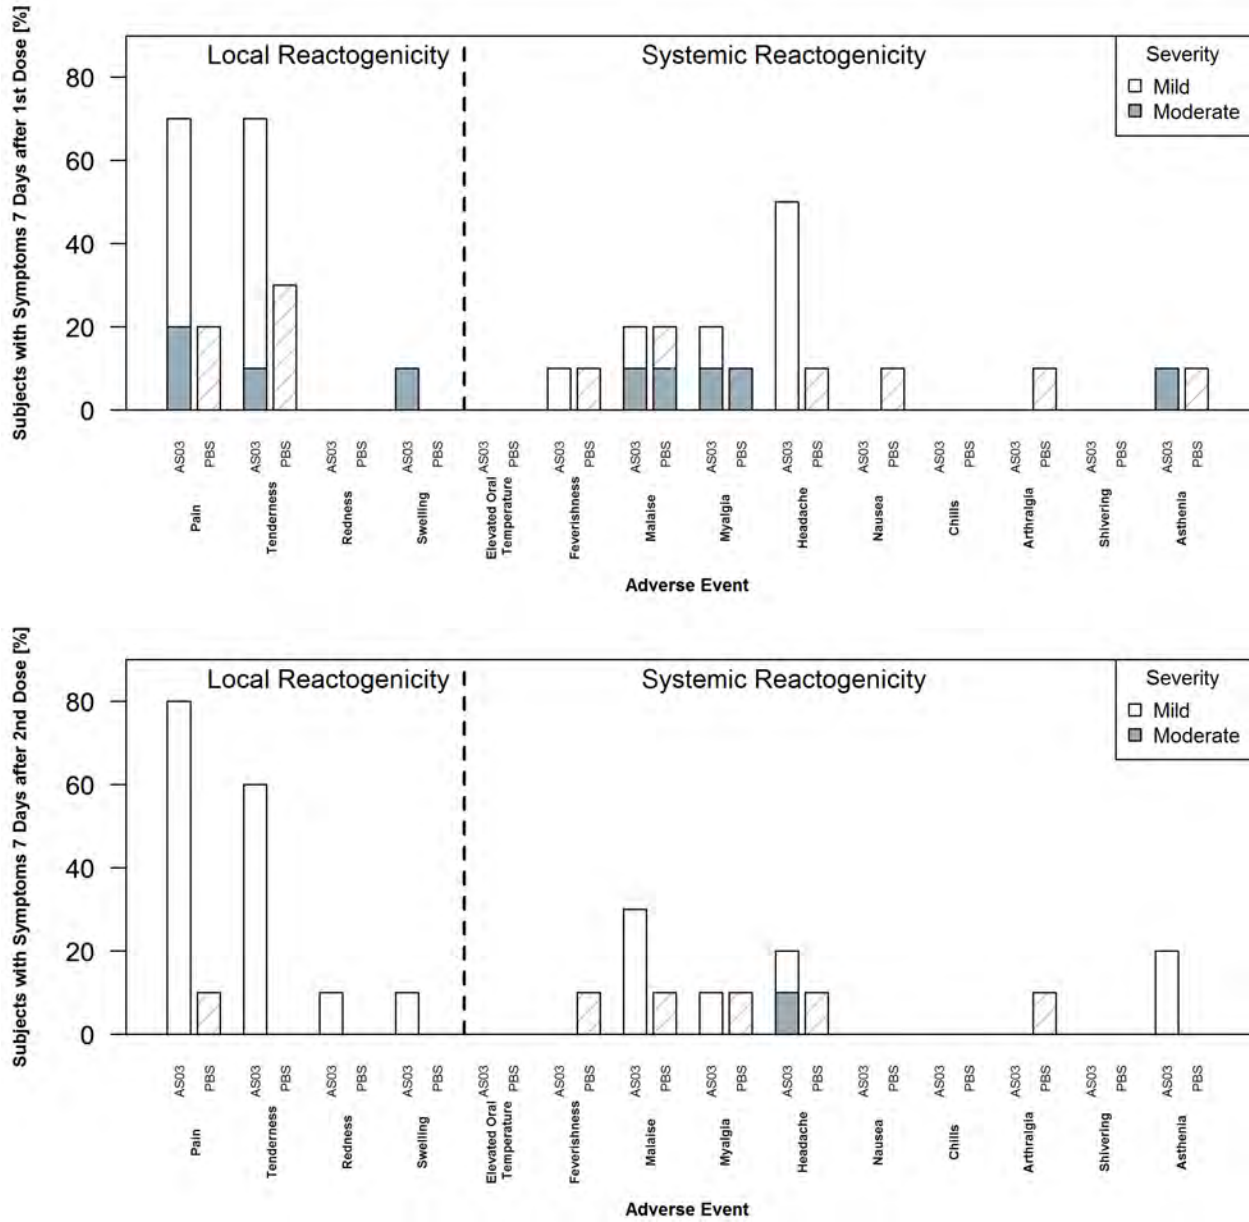 Subjects with Symptoms 7 Days after 1st Dose [%]
Local Reactogenicity
Systemic Reactogenicity
Severity
Mild
Moderate
80
60
40
20
0
AS03 PBS AS03 PBS AS03 PBS AS03 PBS AS03 PBS AS03 PBS AS03 PBS AS03 PBS AS03 PBS AS03 PBS AS03 PBS AS03 PBS AS03 PBS AS03 PBS
Pain
Tenderness
Redness
Swelling
Elevated Oral
Temperature
Feverishness
Malaise
Myalgia
Headache
Nausea
Chills
Arthralgia
Shivering
Asthenia
Adverse Event
Subjects with Symptoms 7 Days after 2nd Dose [%]
Local Reactogenicity
Systemic Reactogenicity
Severity
Mild
Moderate
80
60
40
20
0
AS03 PBS AS03 PBS AS03 PBS AS03 PBS AS03 PBS AS03 PBS AS03 PBS AS03 PBS AS03 PBS AS03 PBS AS03 PBS AS03 PBS AS03 PBS AS03 PBS
Pain
Tenderness
Redness
Swelling
Elevated Oral
Temperature
Feverishness
Malaise
Myalgia
Headache
Nausea
Chills
Arthralgia
Shivering
Asthenia
Adverse Event